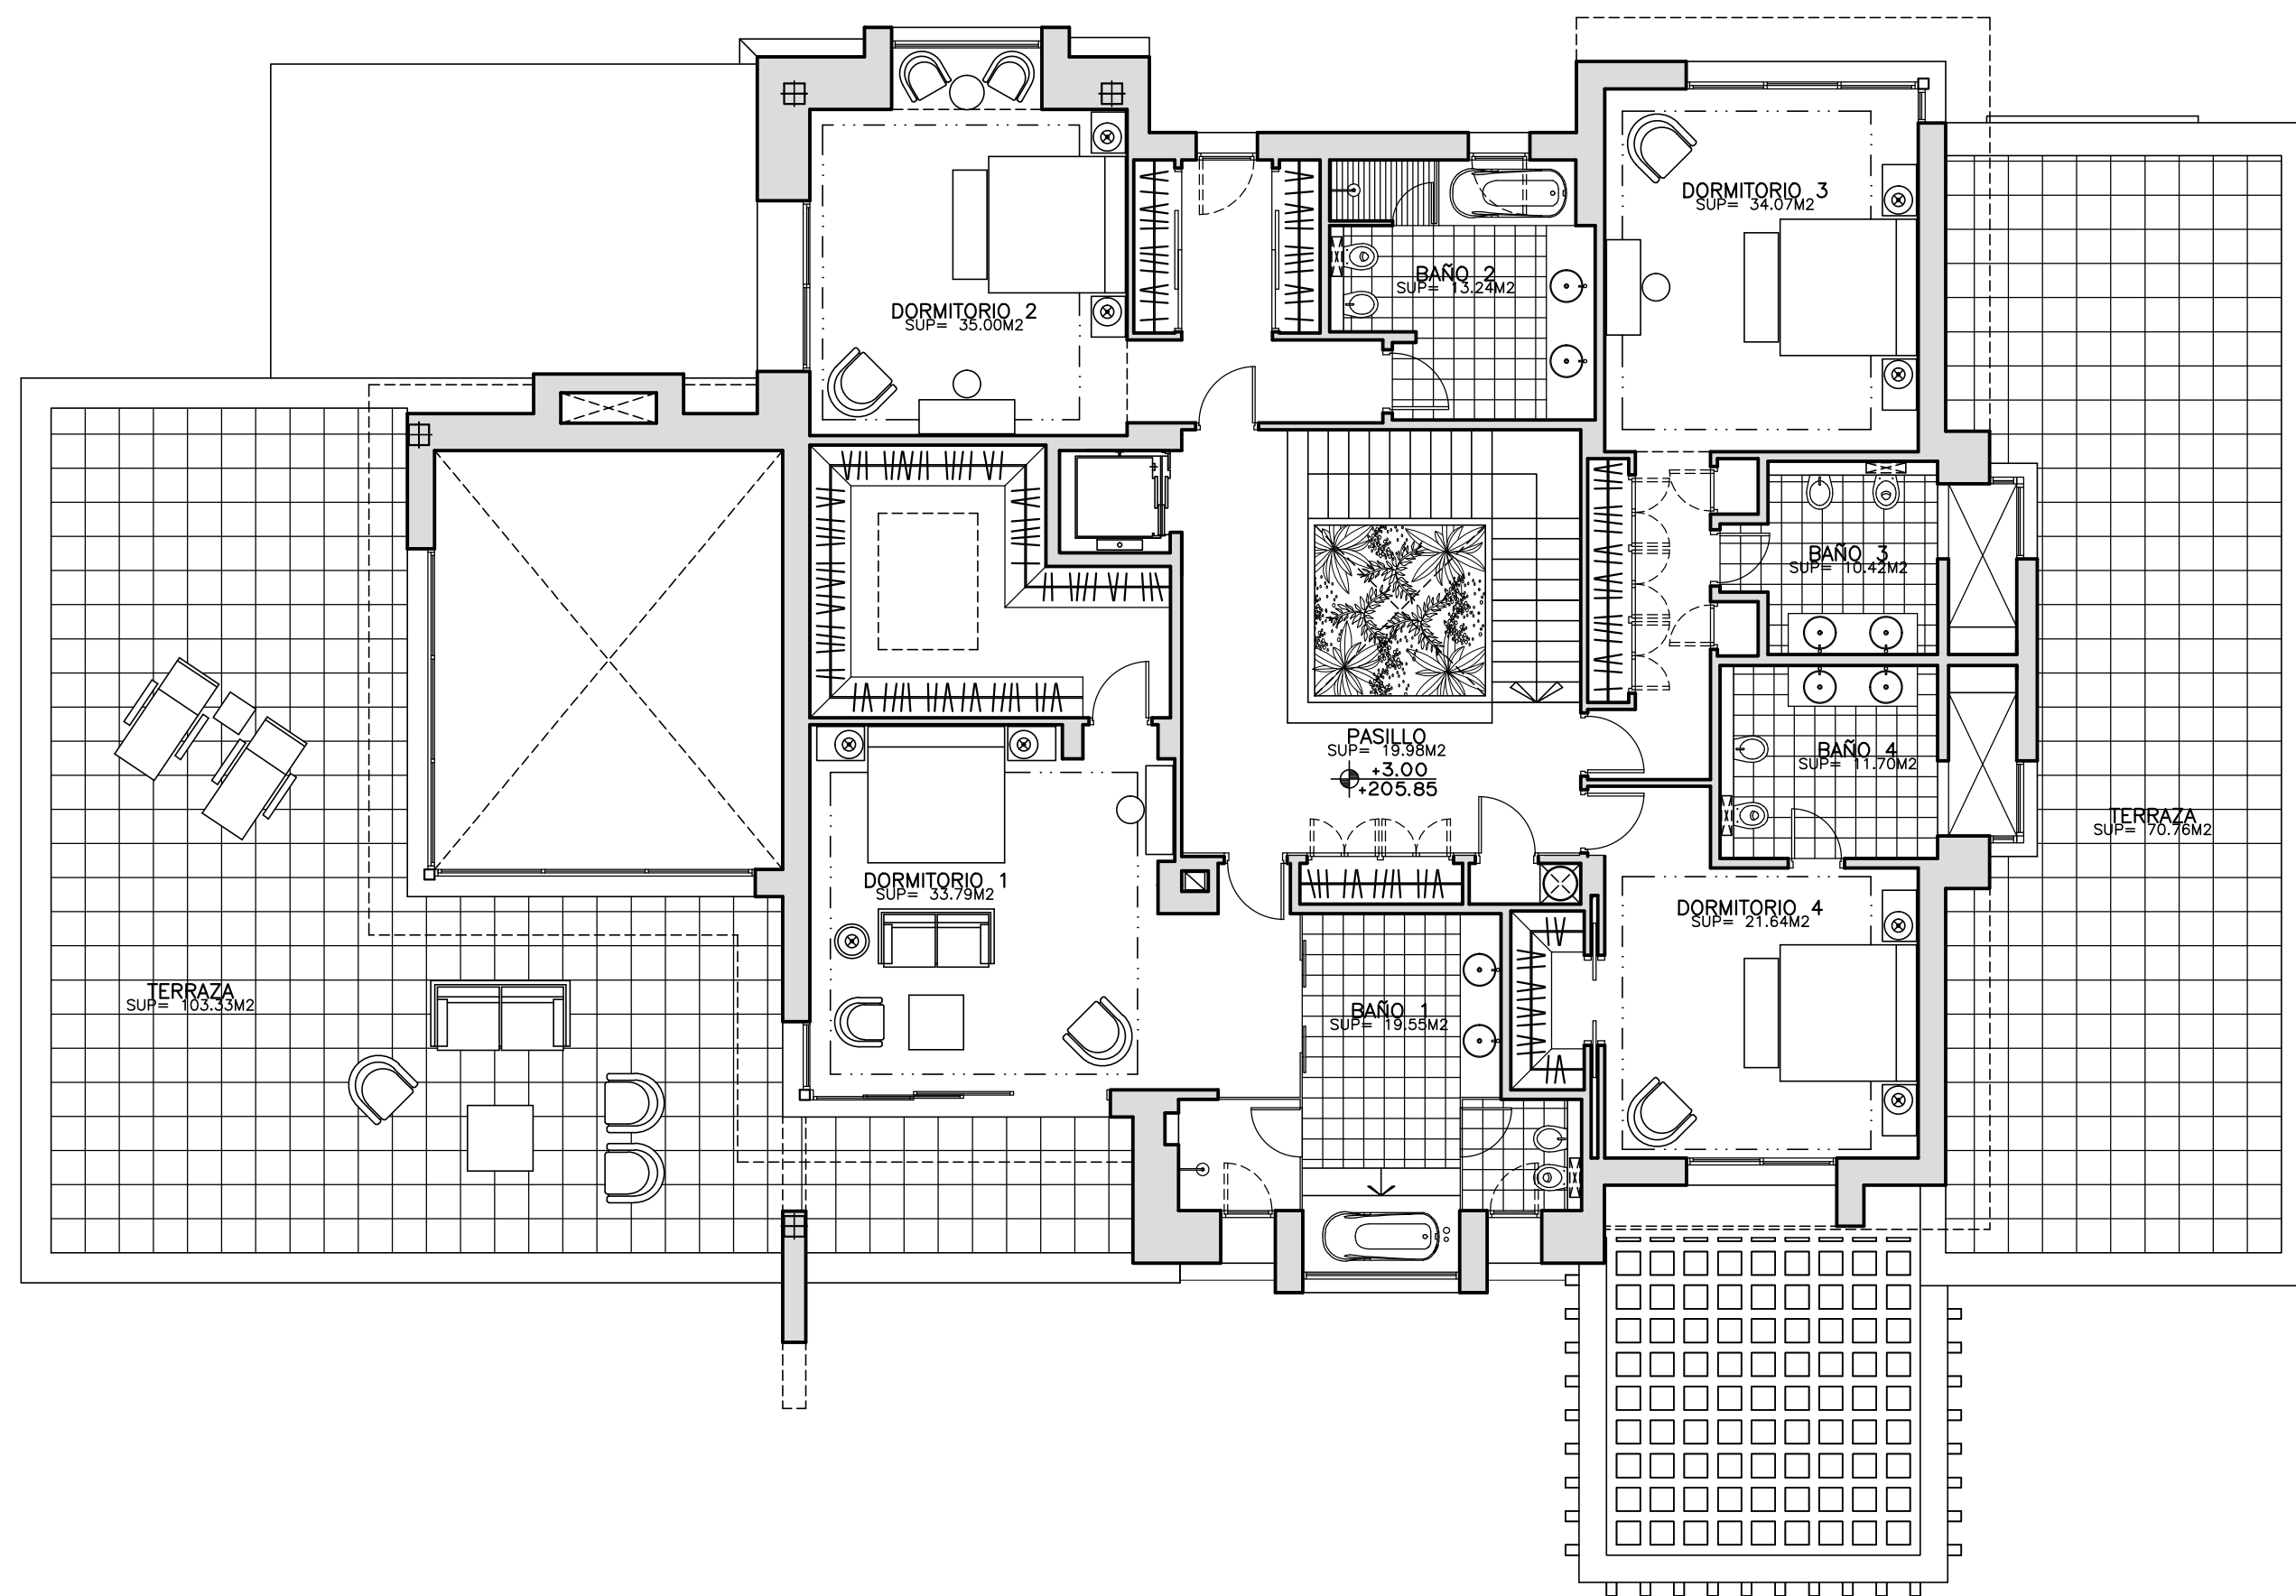 DORMITORIO 3
SUP= 34.07M2
BAÑO 2
SUP= 13.24M2
DORMITORIO 2
SUP= 35.00M2
BAÑO 3
SUP= 10.42M2
PASILLO
SUP= 19.98M2
+3.00
+205.85
BAÑO 4
SUP= 11.70M2
TERRAZA
SUP= 70.76M2
DORMITORIO 1
SUP= 33.79M2
DORMITORIO 4
SUP= 21.64M2
TERRAZA
SUP= 103.33M2
BAÑO 1
SUP= 19.55M2